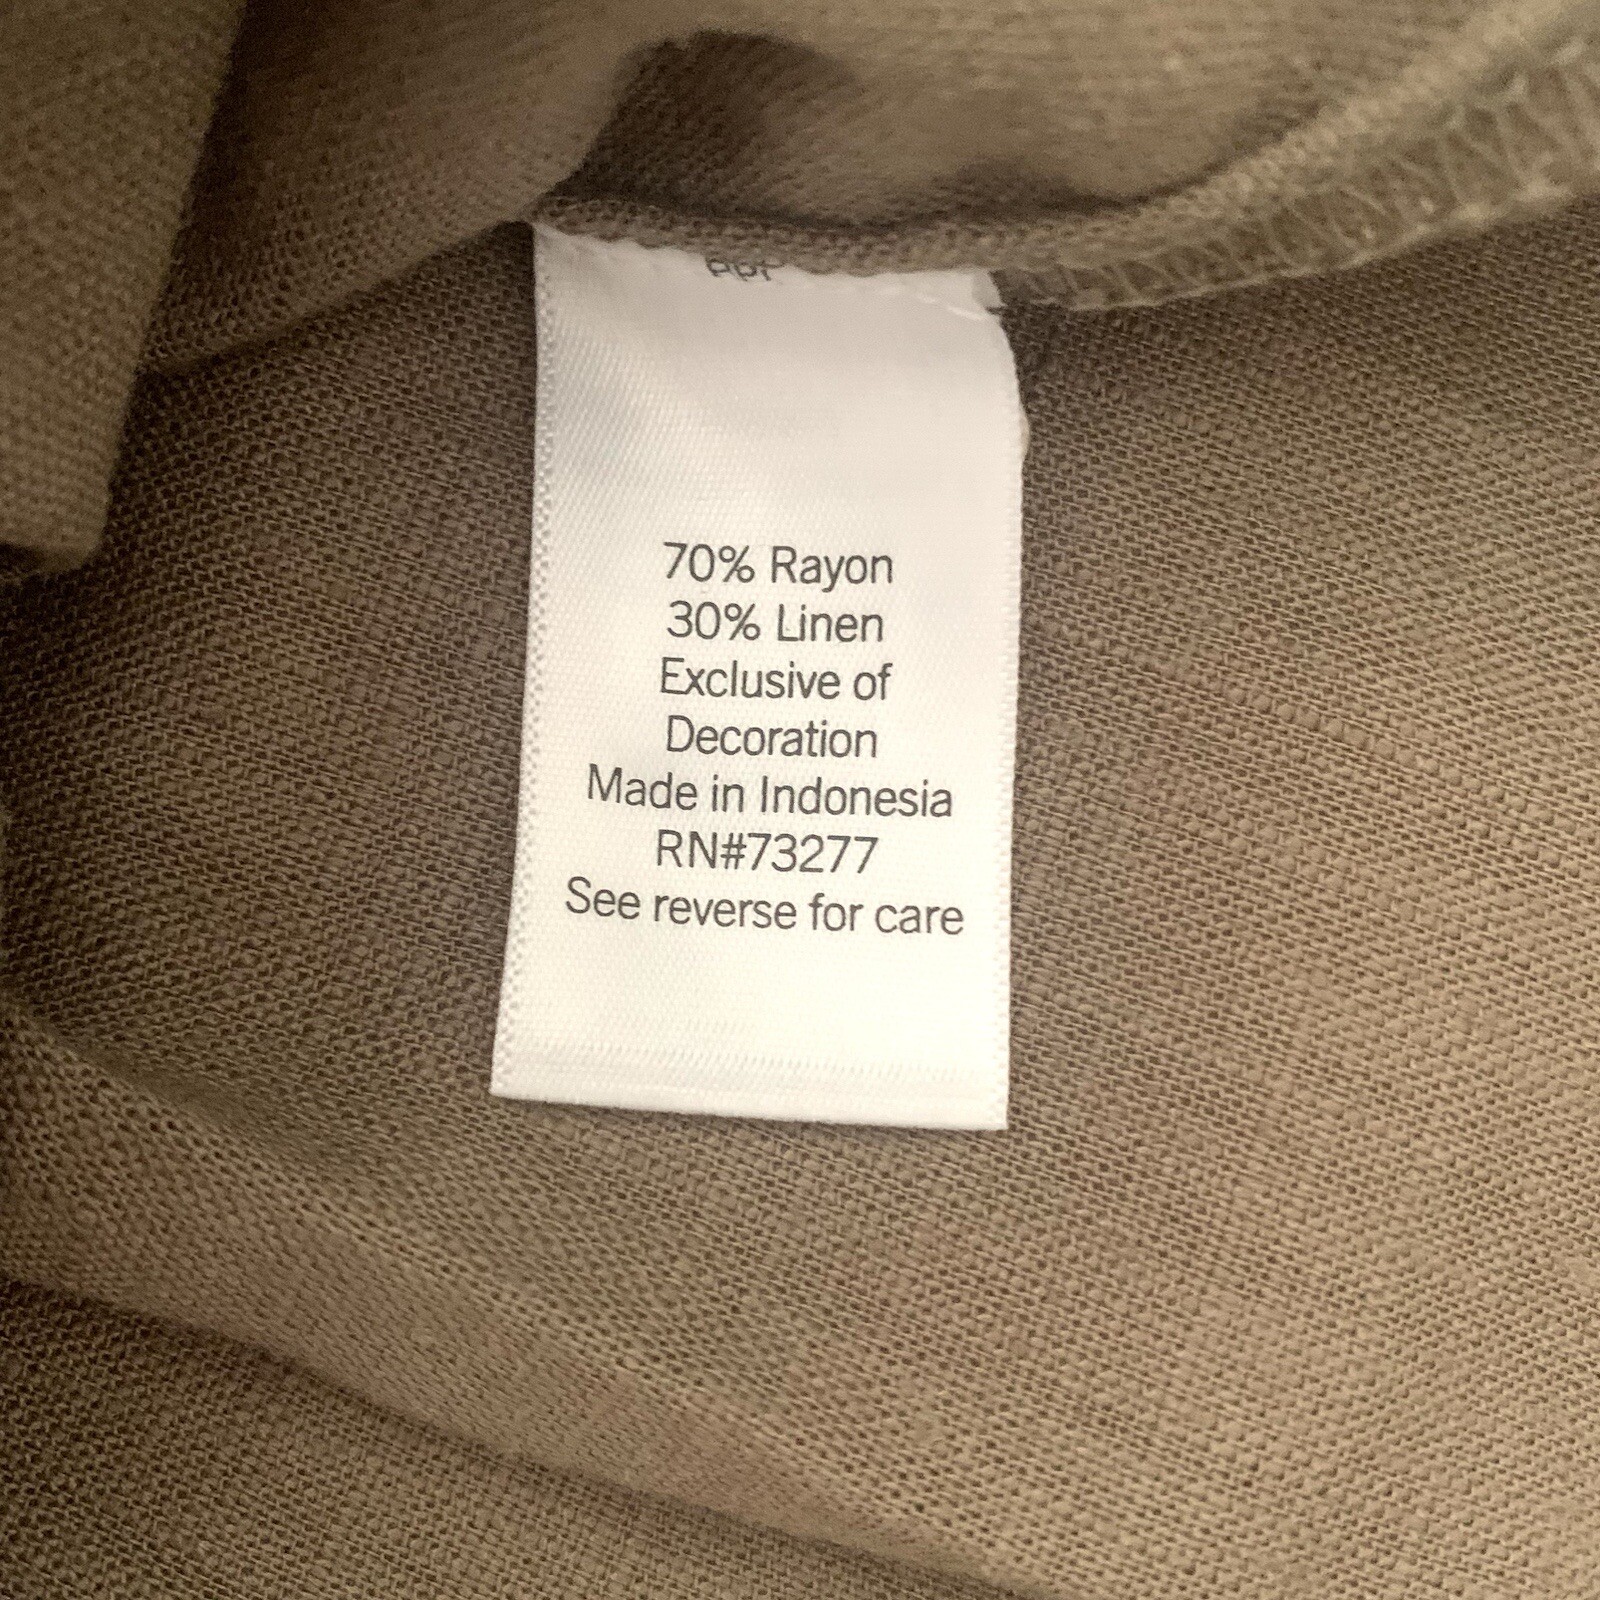 70% Rayon
30% Linen
Exclusive of
Decoration
Made in Indonesia
RN#73277
See reverse for care